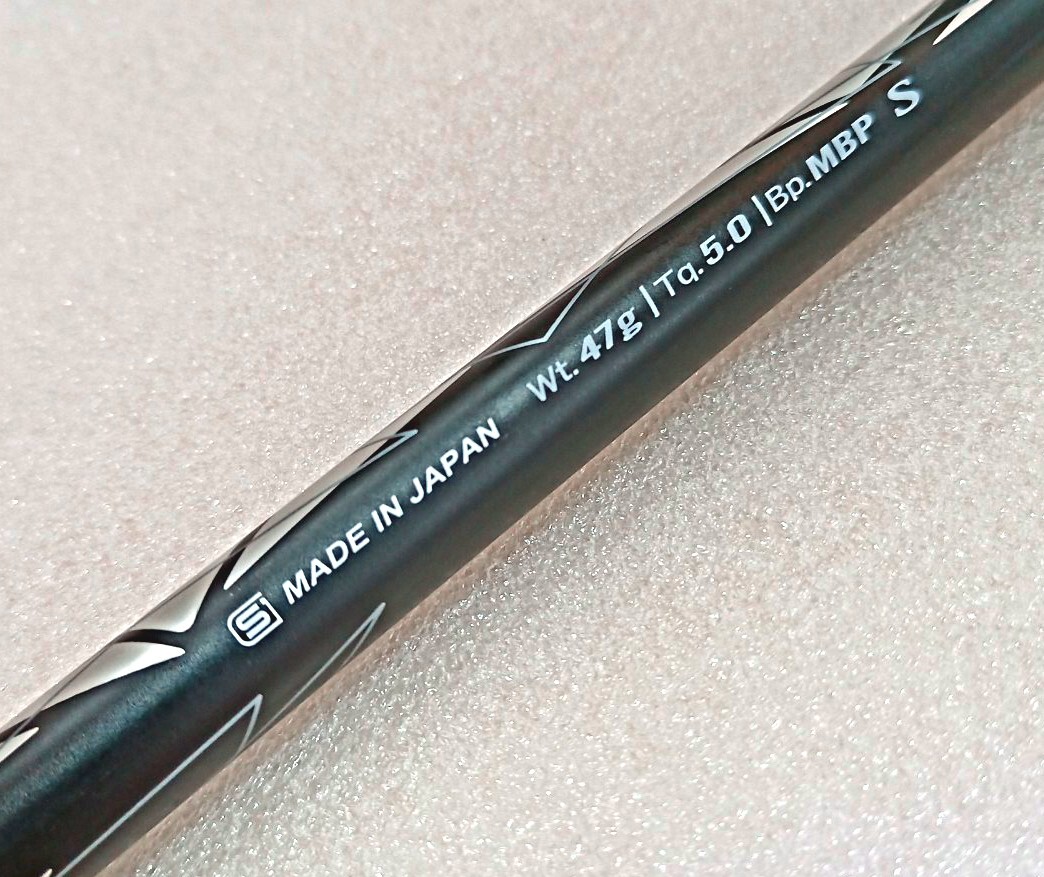 S MADE IN JAPAN Wt.47g | Tq.5.0 | Bp.MBP S